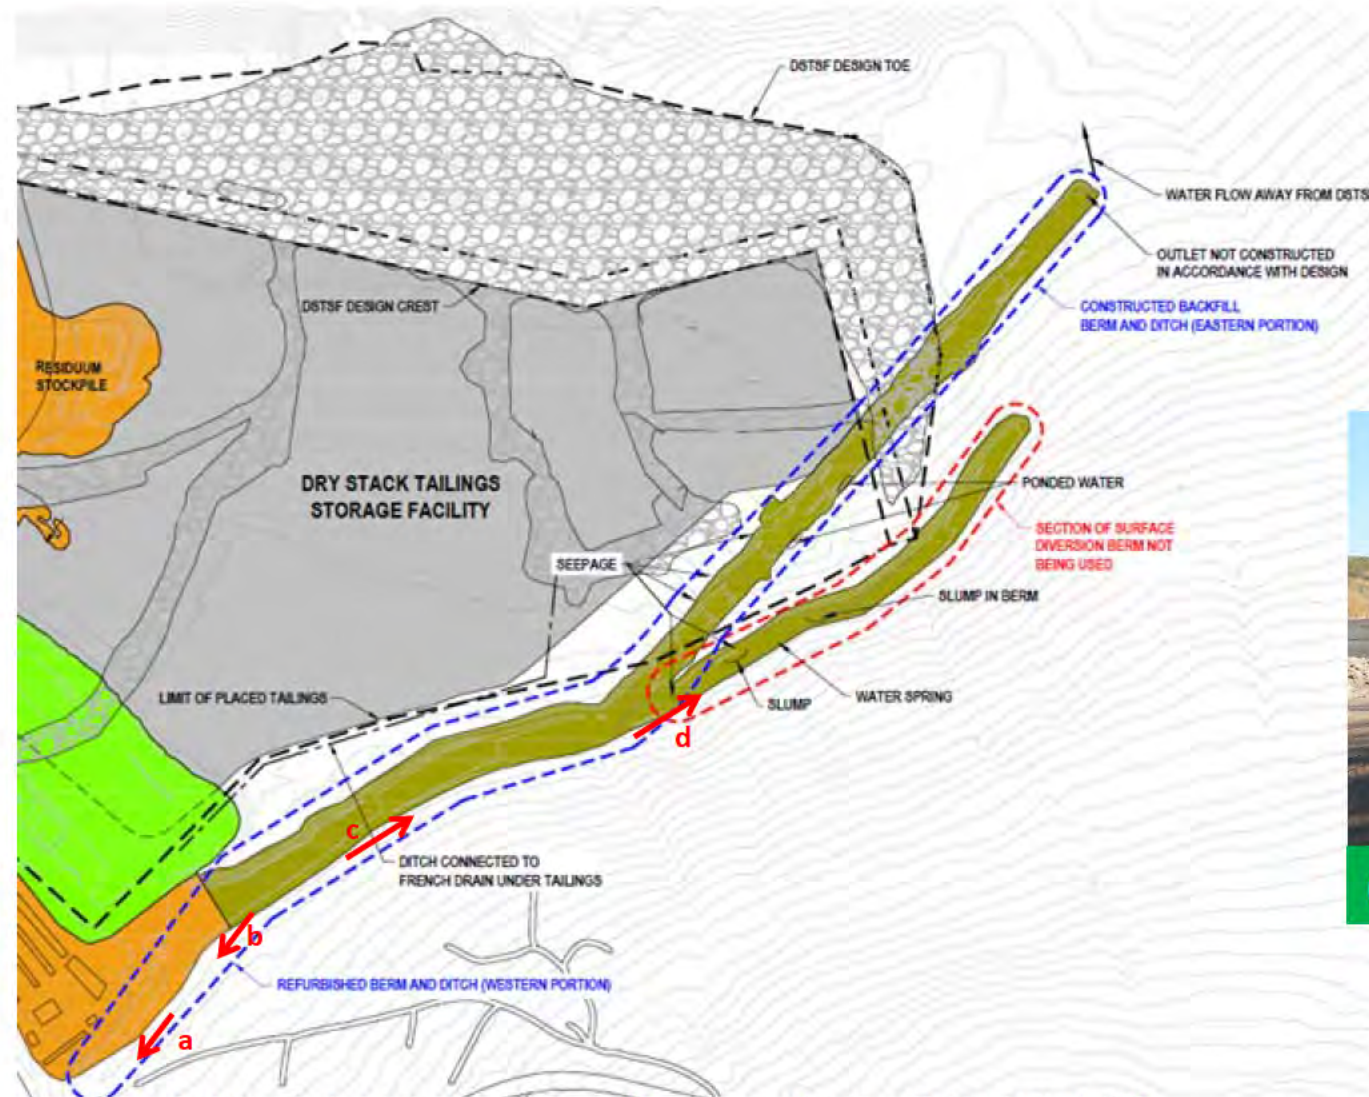 DSTSF DESIGN TOE
WATER FLOW AWAY FROM DSTS
OUTLET NOT CONSTRUCTED
IN ACCORDANCE WITH DESIGN
CONSTRUCTED BACKFILL
BERM AND DITCH (EASTERN PORTION)
DSTSF DESIGN CREST
RESIDUUM
STOCKPILE
DRY STACK TAILINGS
STORAGE FACILITY
PONDED WATER
SECTION OF SURFACE
DIVERSION BERM NOT
BEING USED
SEEPAGE
SLUMP IN BERM
LIMIT OF PLACED TAILINGS
WATER SPRING
SLUMP
d
c
DITCH CONNECTED TO
FRENCH DRAIN UNDER TAILINGS
b
REFURBISHED BERM AND DITCH (WESTERN PORTION)
a